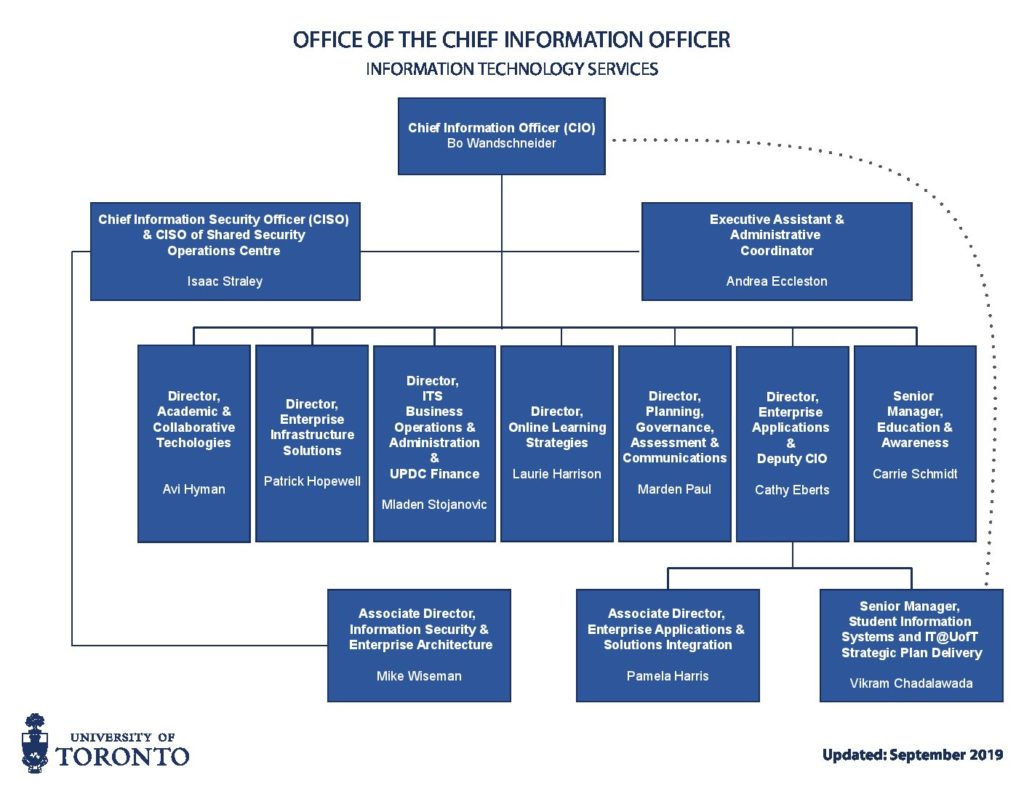 OFFICE OF THE CHIEF INFORMATION OFFICER
INFORMATION TECHNOLOGY SERVICES
Chief Information Officer (CIO)
Bo Wandschneider
Chief Information Security Officer (CISO)
& CISO of Shared Security
Operations Centre
Isaac Straley
Executive Assistant &
Administrative
Coordinator
Andrea Eccleston
Director,
Academic &
Collaborative
Techologies
Avi Hyman
Director,
Enterprise
Infrastructure
Solutions
Patrick Hopewell
Director,
ITS
Business
Operations &
Administration
&
UPDC Finance
Mladen Stojanovic
Director,
Online Learning
Strategies
Laurie Harrison
Director,
Planning,
Governance,
Assessment &
Communications
Marden Paul
Director,
Enterprise
Applications
&
Deputy CIO
Cathy Eberts
Senior
Manager,
Education &
Awareness
Carrie Schmidt
Associate Director,
Information Security &
Enterprise Architecture
Mike Wiseman
Associate Director,
Enterprise Applications &
Solutions Integration
Pamela Harris
Senior Manager,
Student Information
Systems and IT@UofT
Strategic Plan Delivery
Vikram Chadalawada
UNIVERSITY OF
TORONTO
Updated: September 2019